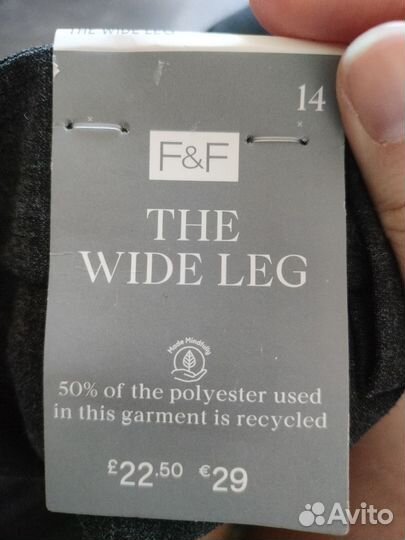 THE WIDE LEG
14
F&F
THE
WIDE LEG
Made Mindfully
50% of the polyester used
in this garment is recycled
£22.50 €29
Avito